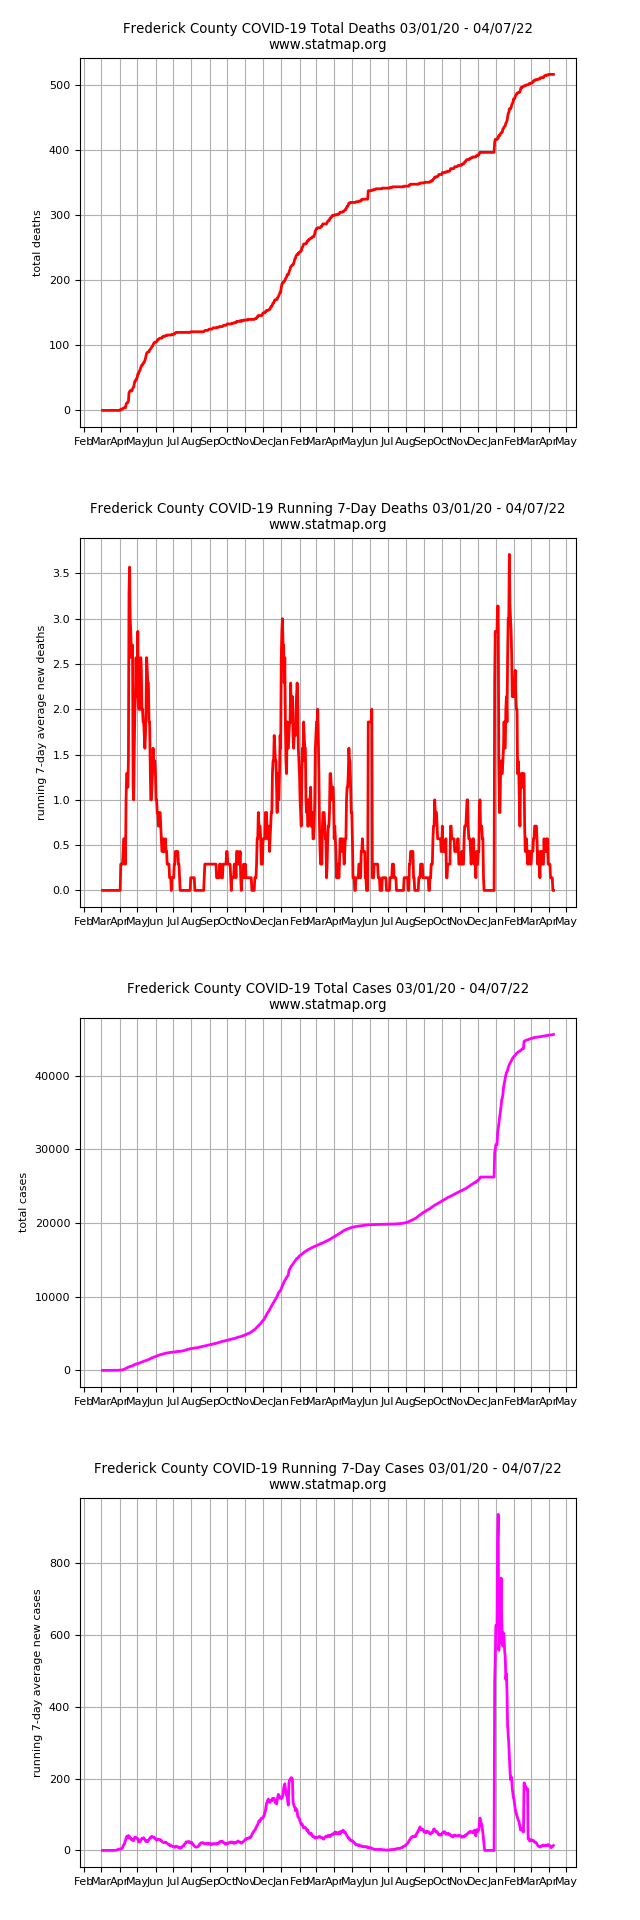 Frederick County COVID-19 Total Deaths 03/01/20 - 04/07/22
www.statmap.org
500
400
300
200
100
0
total deaths
Feb Mar Apr May Jun Jul Aug Sep Oct Nov Dec Jan Feb Mar Apr May Jun Jul Aug Sep Oct Nov Dec Jan Feb Mar Apr May
Frederick County COVID-19 Running 7-Day Deaths 03/01/20 - 04/07/22
www.statmap.org
3.5
3.0
2.5
2.0
1.5
1.0
0.5
0.0
running 7-day average new deaths
Feb Mar Apr May Jun Jul Aug Sep Oct Nov Dec Jan Feb Mar Apr May Jun Jul Aug Sep Oct Nov Dec Jan Feb Mar Apr May
Frederick County COVID-19 Total Cases 03/01/20 - 04/07/22
www.statmap.org
40000
30000
20000
10000
0
total cases
Feb Mar Apr May Jun Jul Aug Sep Oct Nov Dec Jan Feb Mar Apr May Jun Jul Aug Sep Oct Nov Dec Jan Feb Mar Apr May
Frederick County COVID-19 Running 7-Day Cases 03/01/20 - 04/07/22
www.statmap.org
800
600
400
200
0
running 7-day average new cases
Feb Mar Apr May Jun Jul Aug Sep Oct Nov Dec Jan Feb Mar Apr May Jun Jul Aug Sep Oct Nov Dec Jan Feb Mar Apr May